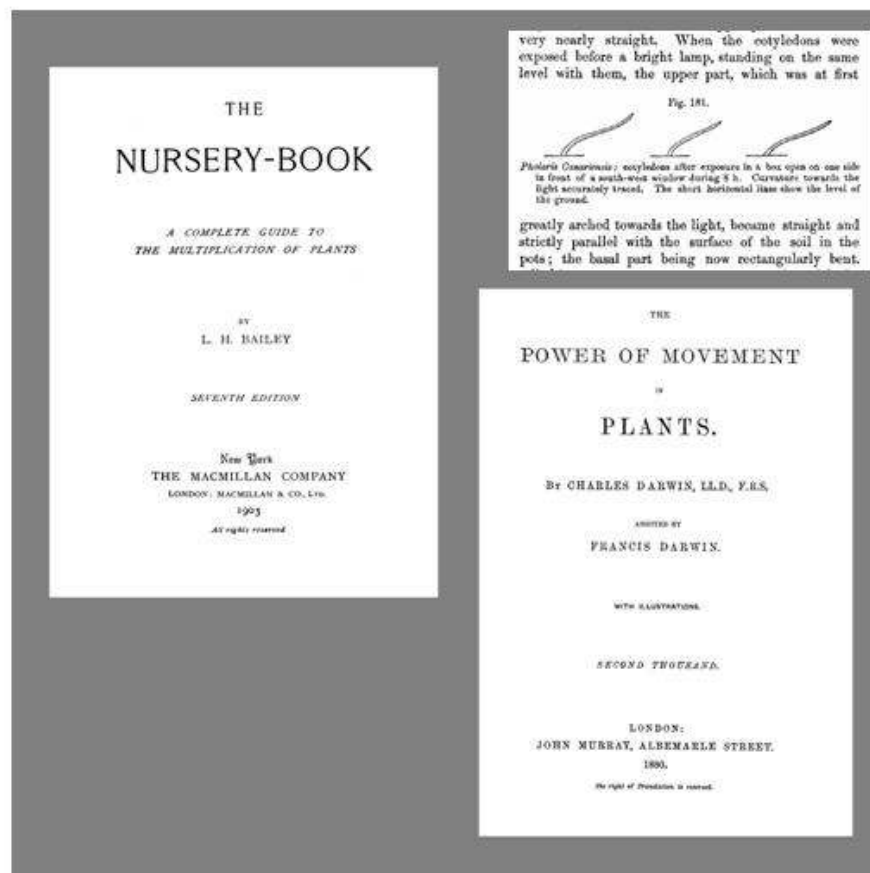 THE
NURSERY-BOOK
A COMPLETE GUIDE TO
THE MULTIPLICATION OF PLANTS
BY
L. H. BAILEY
SEVENTH EDITION
New York
THE MACMILLAN COMPANY
LONDON: MACMILLAN & CO., LTD.
1903
All rights reserved
very nearly straight. When the cotyledons were
exposed before a bright lamp, standing on the same
level with them, the upper part, which was at first
Fig. 181.
Phalaris Canariensis: cotyledons after exposure in a box open on one side
in front of a south-west window during 8 h. Curvature towards the
light accurately traced. The short horizontal lines show the level of
the ground.
greatly arched towards the light, became straight and
strictly parallel with the surface of the soil in the
pots; the basal part being now rectangularly bent.
THE
POWER OF MOVEMENT
IN
PLANTS.
BY CHARLES DARWIN, LL.D., F.R.S.
ASSISTED BY
FRANCIS DARWIN.
WITH ILLUSTRATIONS.
SECOND THOUSAND.
LONDON:
JOHN MURRAY, ALBEMARLE STREET.
1880.
The right of Translation is reserved.